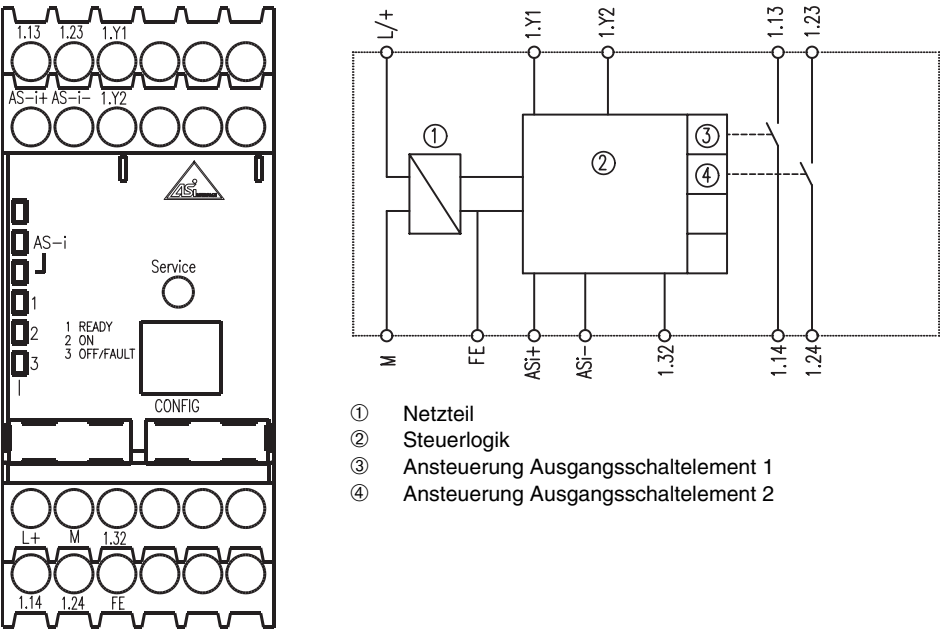 1.13 1.23 1.Y1
AS-i+ AS-i- 1.Y2
ASi
AS-i
Service
1
2
3
1 READY
2 ON
3 OFF/FAULT
CONFIG
L+ M 1.32
1.14 1.24 FE
L/+ 1.Y1 1.Y2 1.13 1.23
① ② ③
④
M FE ASi+ ASi- 1.32 1.14 1.24
① Netzteil
② Steuerlogik
③ Ansteuerung Ausgangsschaltelement 1
④ Ansteuerung Ausgangsschaltelement 2